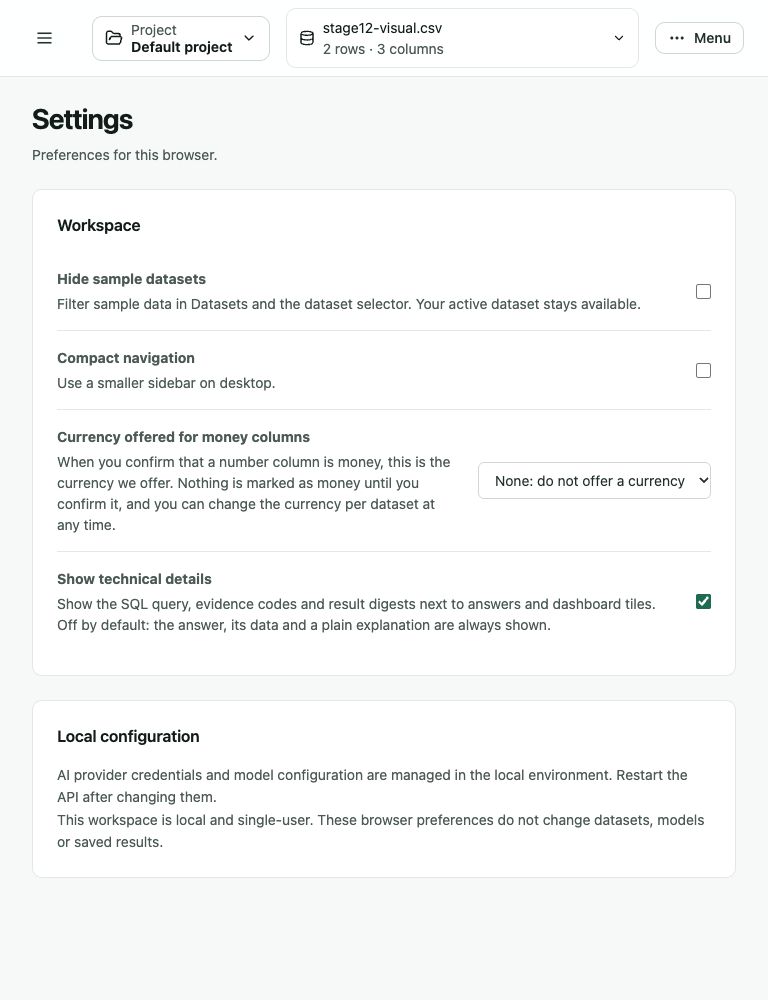 Project
Default project
stage12-visual.csv
2 rows · 3 columns
Menu
Settings
Preferences for this browser.
Workspace
Hide sample datasets
Filter sample data in Datasets and the dataset selector. Your active dataset stays available.
Compact navigation
Use a smaller sidebar on desktop.
Currency offered for money columns
When you confirm that a number column is money, this is the
currency we offer. Nothing is marked as money until you
confirm it, and you can change the currency per dataset at
any time.
None: do not offer a currency
Show technical details
Show the SQL query, evidence codes and result digests next to answers and dashboard tiles.
Off by default: the answer, its data and a plain explanation are always shown.
Local configuration
AI provider credentials and model configuration are managed in the local environment. Restart the
API after changing them.
This workspace is local and single-user. These browser preferences do not change datasets, models
or saved results.